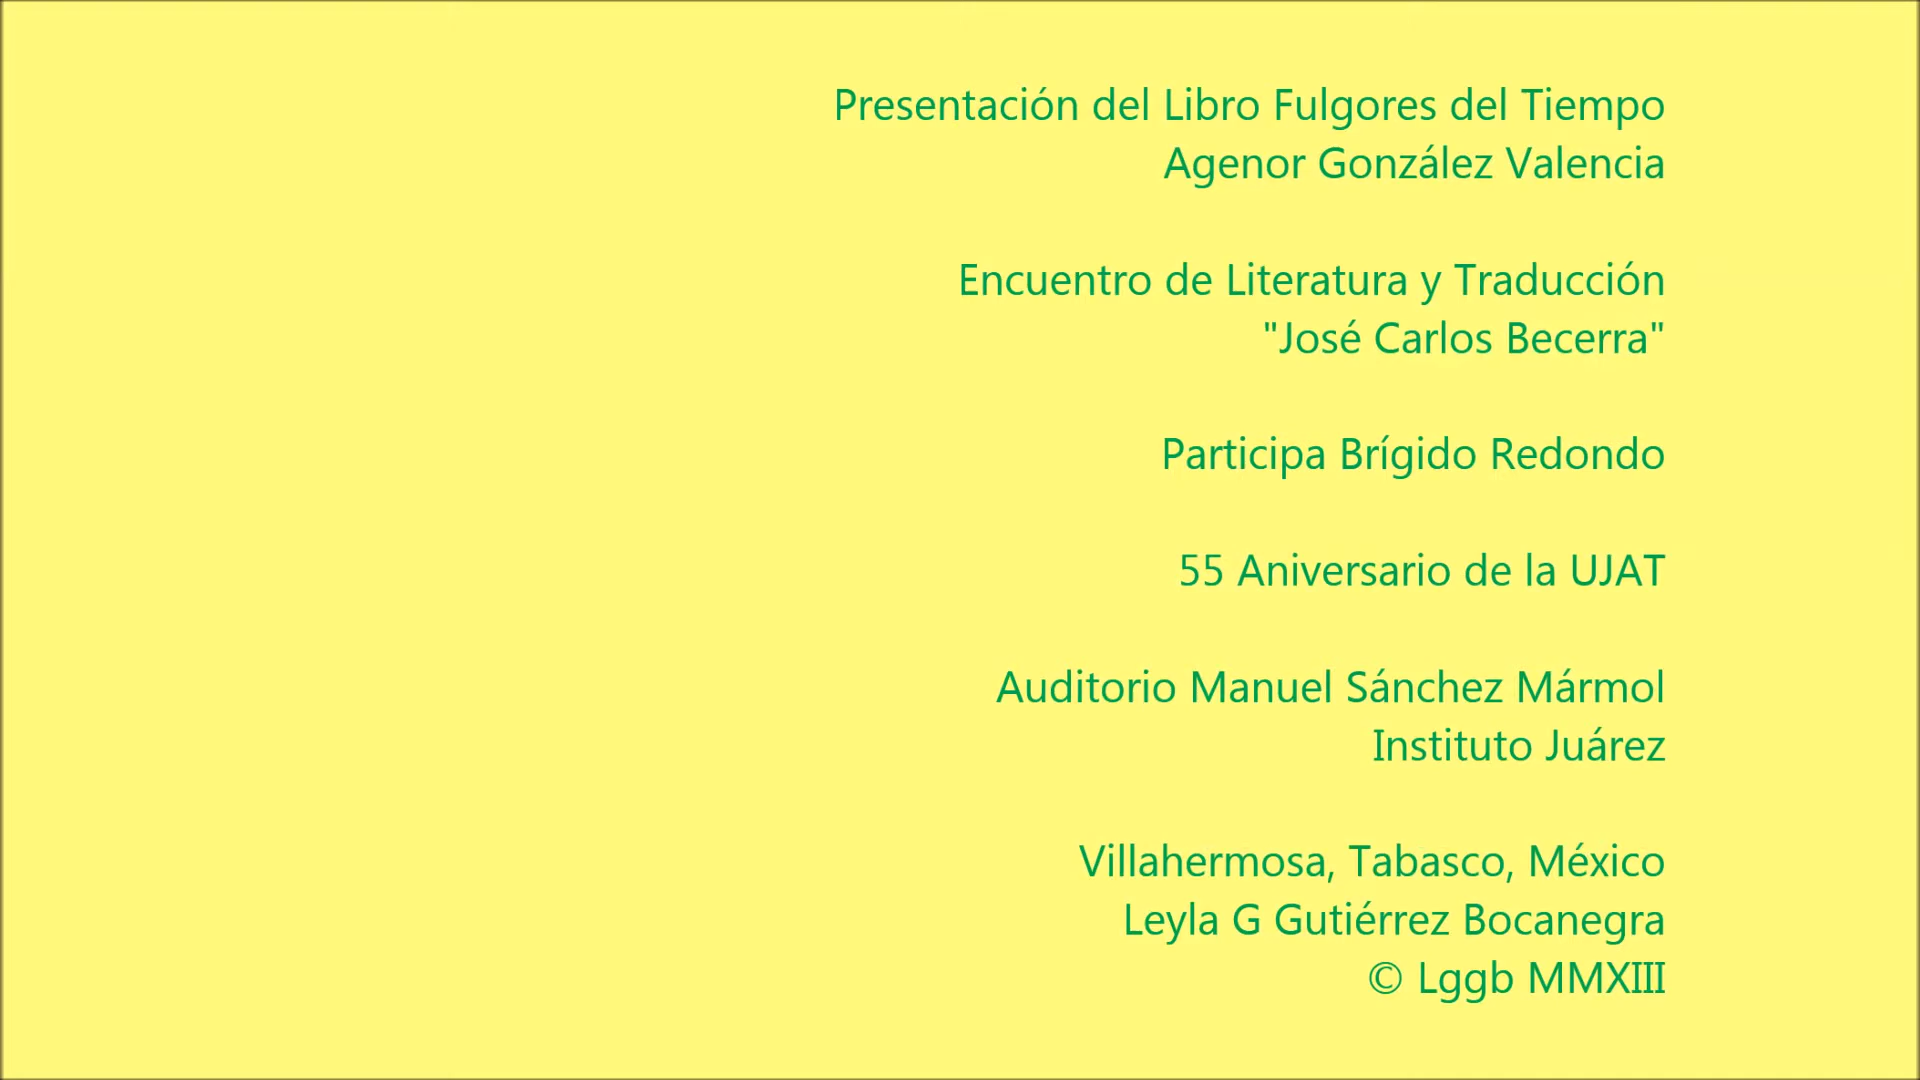 Presentación del Libro Fulgores del Tiempo
Agenor González Valencia
Encuentro de Literatura y Traducción
"José Carlos Becerra"
Participa Brígido Redondo
55 Aniversario de la UJAT
Auditorio Manuel Sánchez Mármol
Instituto Juárez
Villahermosa, Tabasco, México
Leyla G Gutiérrez Bocanegra
© Lggb MMXIII